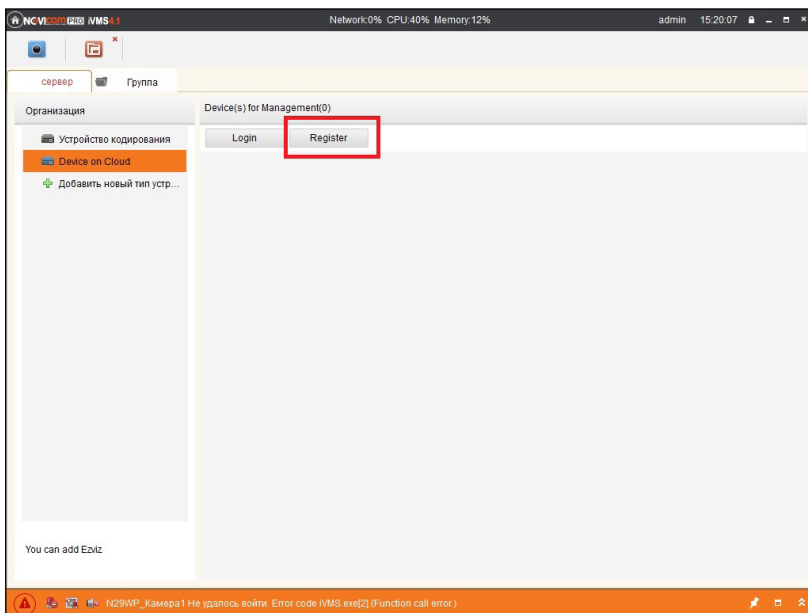 NOVIcam PRO iVMS4.1 Network:0% CPU:40% Memory:12% admin 15:20:07
сервер Группа
Организация Device(s) for Management(0)
Устройство кодирования Login Register
Device on Cloud
Добавить новый тип устр...
You can add Ezviz
N29WP_Камера1 Не удалось войти. Error code iVMS.exe[2].(Function call error.)